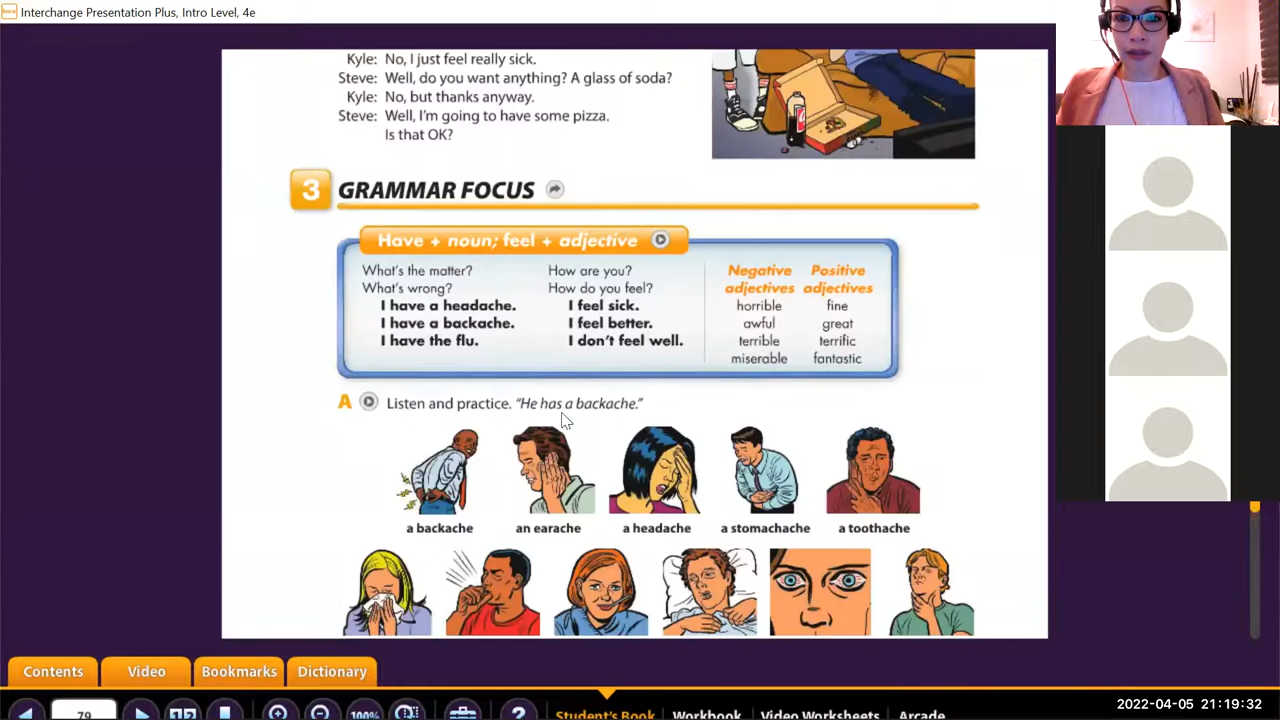 Interchange Presentation Plus, Intro Level, 4e
Kyle: No, I just feel really sick.
Steve: Well, do you want anything? A glass of soda?
Kyle: No, but thanks anyway.
Steve: Well, I'm going to have some pizza.
Is that OK?
3 GRAMMAR FOCUS
Have + noun; feel + adjective
What's the matter?
What's wrong?
I have a headache.
I have a backache.
I have the flu.
How are you?
How do you feel?
I feel sick.
I feel better.
I don't feel well.
Negative adjectives
horrible
awful
terrible
miserable
Positive adjectives
fine
great
terrific
fantastic
A Listen and practice. "He has a backache."
a backache an earache a headache a stomachache a toothache
Contents Video Bookmarks Dictionary
79 100% ? Student's Book Workbook Video Worksheets Arcade
2022-04-05 21:19:32